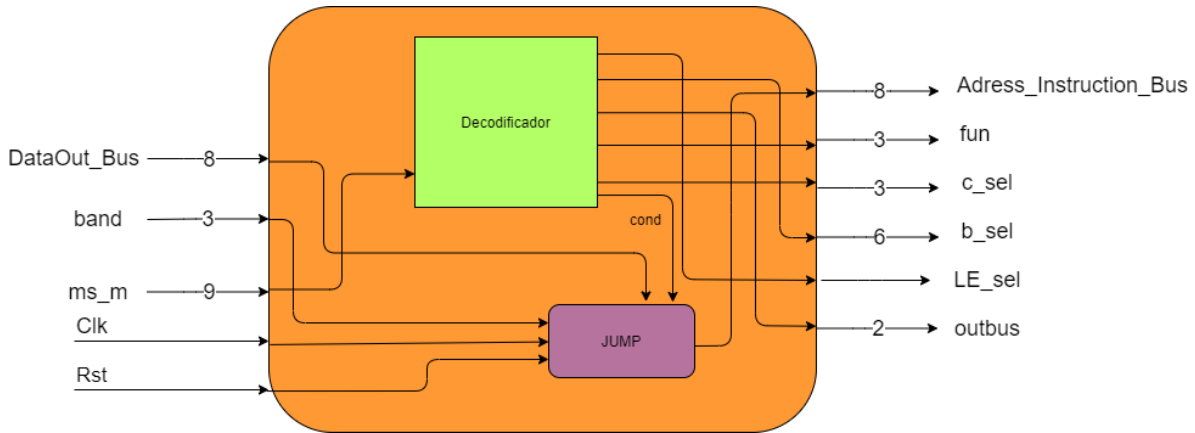 Decodificador
DataOut_Bus
8
band
3
ms_m
9
Clk
Rst
cond
JUMP
8
Adress_Instruction_Bus
3
fun
3
c_sel
6
b_sel
LE_sel
2
outbus